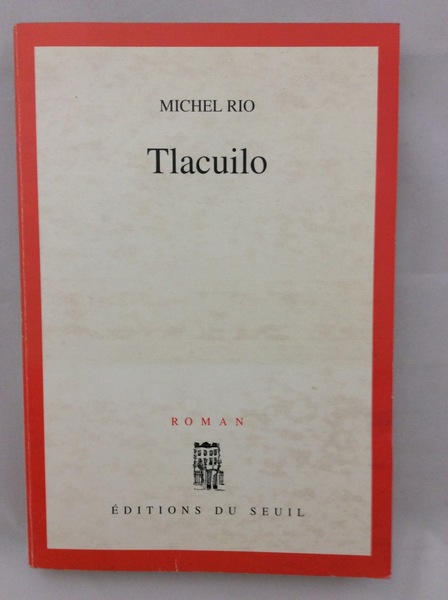 MICHEL RIO
Tlacuilo
ROMAN
ÉDITIONS DU SEUIL